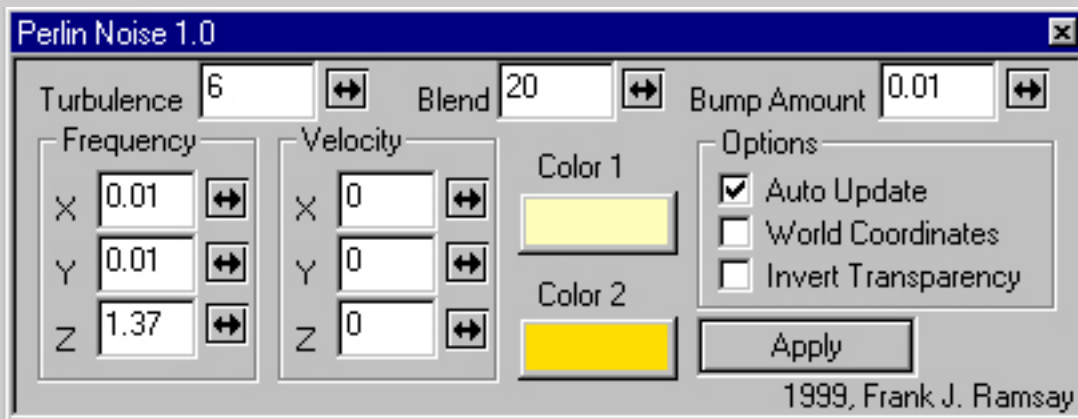 Perlin Noise 1.0
Turbulence 6 Blend 20 Bump Amount 0.01
Frequency Velocity Color 1 Options
X 0.01 X 0 Auto Update
Y 0.01 Y 0 World Coordinates
Color 2 Invert Transparency
Z 1.37 Z 0 Apply
1999, Frank J. Ramsay